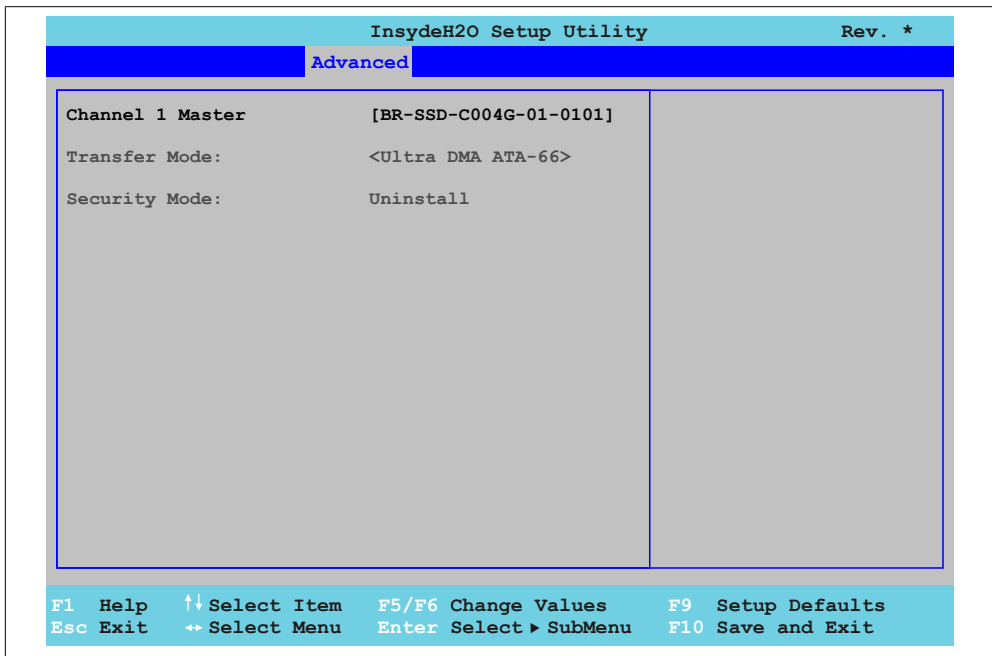 InsydeH2O Setup Utility Rev. *
Advanced
Channel 1 Master [BR-SSD-C004G-01-0101]
Transfer Mode: <Ultra DMA ATA-66>
Security Mode: Uninstall
F1 Help ↑↓ Select Item F5/F6 Change Values F9 Setup Defaults
Esc Exit ↔ Select Menu Enter Select ▶ SubMenu F10 Save and Exit